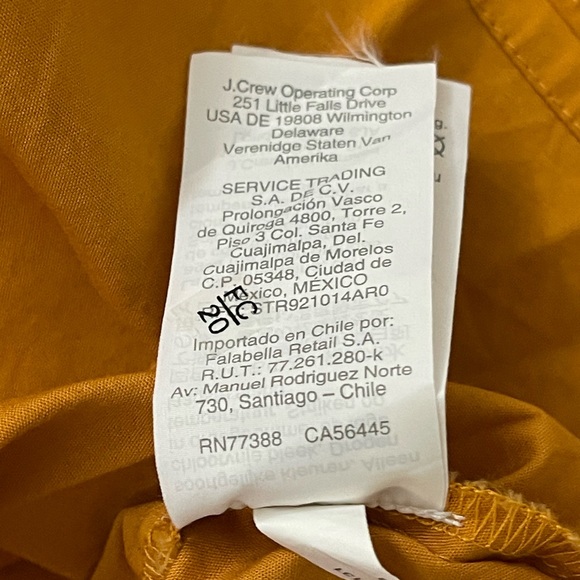 J.Crew Operating Corp
251 Little Falls Drive
USA DE 19808 Wilmington
Delaware
Verenidge Staten Van
Amerika
SERVICE TRADING
S.A. DE C.V.
Prolongación Vasco
de Quiroga 4800, Torre 2,
Piso 3 Col. Santa Fe
Cuajimalpa, Del.
Cuajimalpa de Morelos
C.P. 05348, Ciudad de
México, MÉXICO
STR921014AR0
Importado en Chile por:
Falabella Retail S.A.
R.U.T.: 77.261.280-k
Av: Manuel Rodriguez Norte
730, Santiago – Chile
RN77388 CA56445